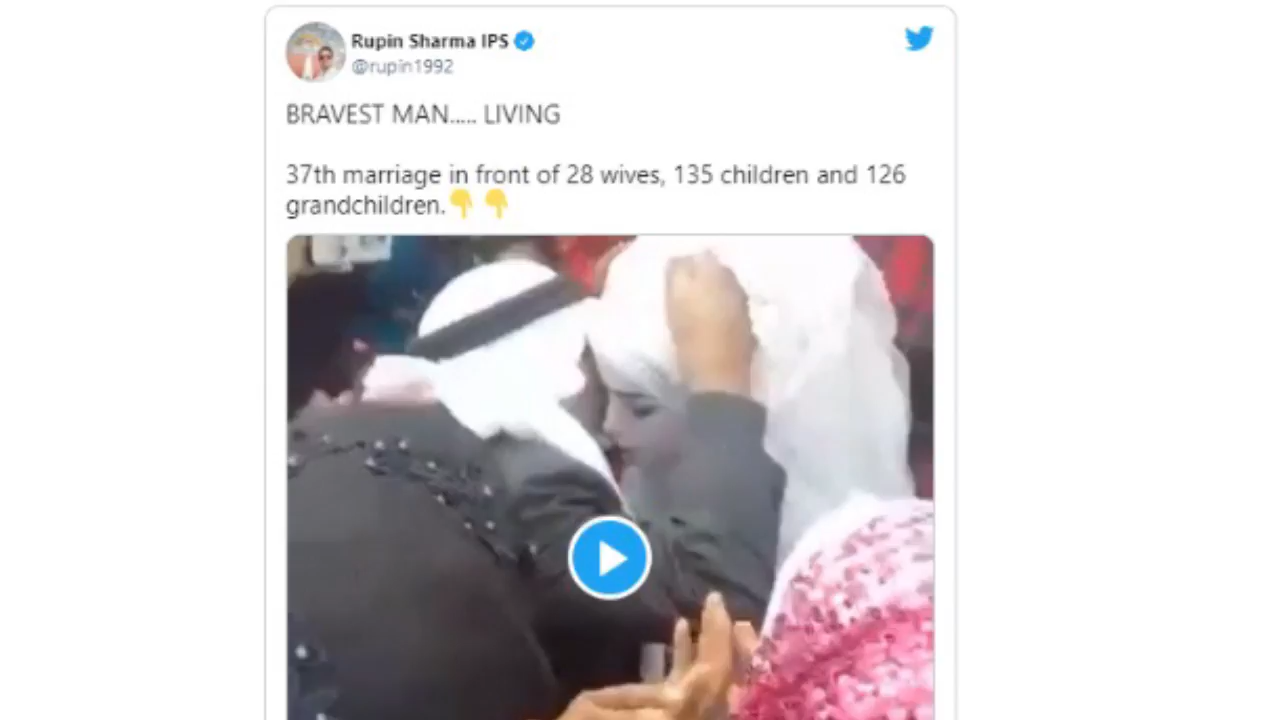 Rupin Sharma IPS
@rupin1992
BRAVEST MAN..... LIVING
37th marriage in front of 28 wives, 135 children and 126
grandchildren.👇 👇